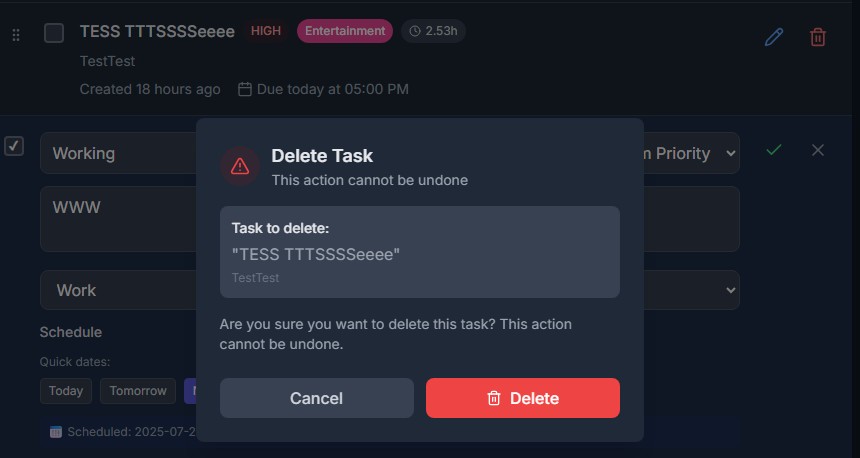 TESS TTTSSSSeeee HIGH Entertainment 2.53h
TestTest
Created 18 hours ago Due today at 05:00 PM
Working Priority
WWW
Work
Schedule
Quick dates:
Today Tomorrow
Scheduled: 2025-07-2
Delete Task
This action cannot be undone
Task to delete:
"TESS TTTSSSSeeee"
TestTest
Are you sure you want to delete this task? This action
cannot be undone.
Cancel Delete